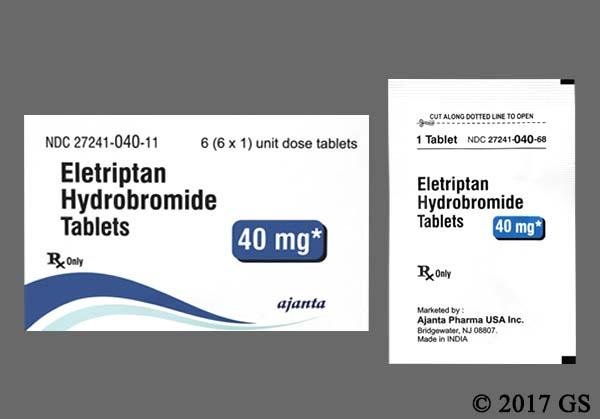 NDC 27241-040-11
6 (6 x 1) unit dose tablets
Eletriptan
Hydrobromide
Tablets
40 mg*
Rx Only
ajanta
CUT ALONG DOTTED LINE TO OPEN
1 Tablet NDC 27241-040-68
Eletriptan
Hydrobromide
Tablets
40 mg*
Rx Only
Marketed by :
Ajanta Pharma USA Inc.
Bridgewater, NJ 08807.
Made in INDIA
© 2017 GS